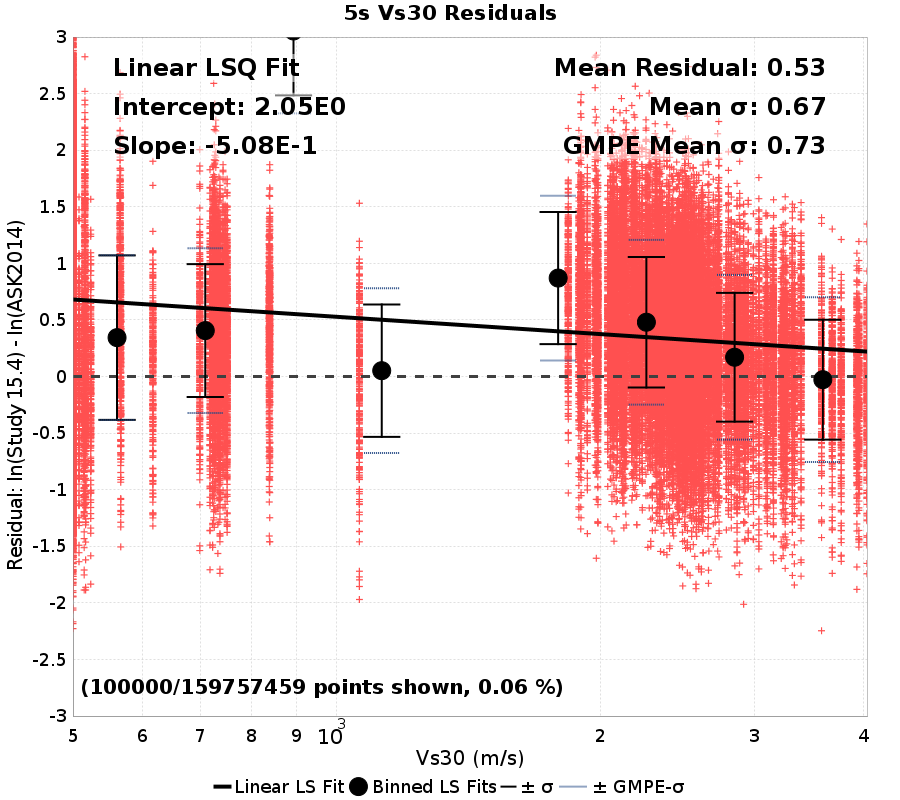 5s Vs30 Residuals
Linear LSQ Fit
Intercept: 2.05E0
Slope: -5.08E-1
Mean Residual: 0.53
Mean σ: 0.67
GMPE Mean σ: 0.73
Residual: ln(Study 15.4) - ln(ASK2014)
3
2.5
2
1.5
1
0.5
0
-0.5
-1
-1.5
-2
-2.5
-3
(100000/159757459 points shown, 0.06 %)
5 6 7 8 9 10³ 2 3 4
Vs30 (m/s)
Linear LS Fit Binned LS Fits ± σ ± GMPE-σ